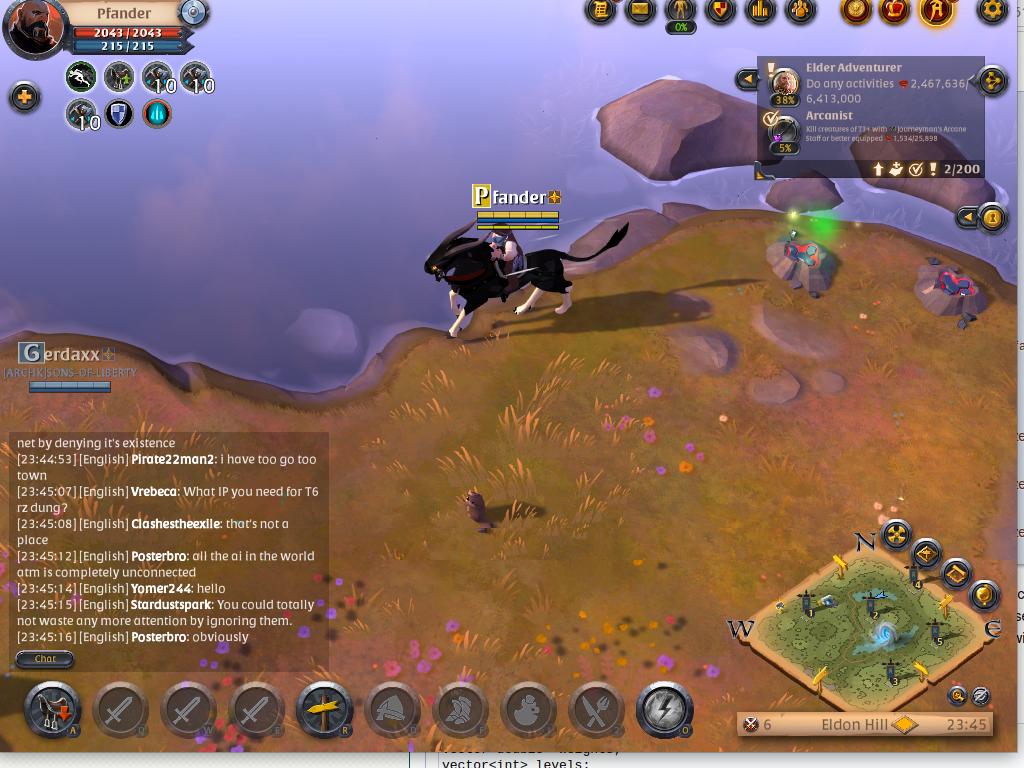 Pfander
2043 / 2043
215 / 215
0%
10
10
10
Elder Adventurer
Do any activities 2,467,636/
6,413,000
38%
Arcanist
Kill creatures of T3+ with Journeyman's Arcane
Staff or better equipped 1,534/25,898
5%
2/200
1
Pfander
Gerdaxx
[ARCHK]SONS-OF-LIBERTY
net by denying it's existence
[23:44:53][English] Pirate22man2: i have too go too
town
[23:45:07][English] Vrebeca: What IP you need for T6
rz dung?
[23:45:08][English] Clashestheexile: that's not a
place
[23:45:12][English] Posterbro: all the ai in the world
atm is completely unconnected
[23:45:14][English] Yomer244: hello
[23:45:15][English] Stardustspark: You could totally
not waste any more attention by ignoring them.
[23:45:16][English] Posterbro: obviously
Chat
A Q W E R D F O
N
W
E
1
2
3
4
5
6 Eldon Hill 23:45
vector<int> levels;